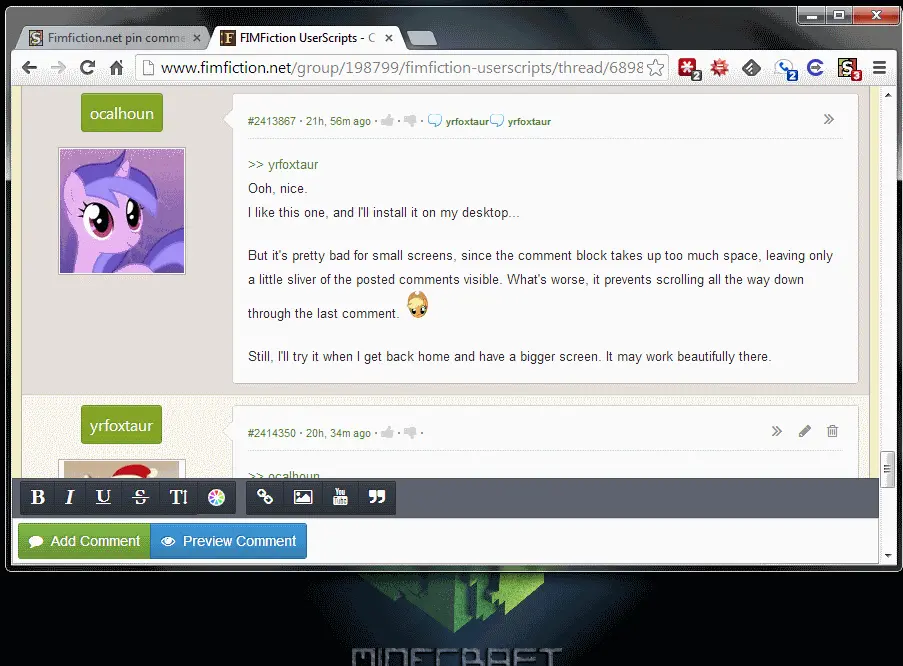 Fimfiction.net pin comme
FIMFiction UserScripts - C
www.fimfiction.net/group/198799/fimfiction-userscripts/thread/6898
2
2
3
ocalhoun
#2413867 · 21h, 56m ago · · · yrfoxtaur yrfoxtaur
>> yrfoxtaur
Ooh, nice.
I like this one, and I'll install it on my desktop...
But it's pretty bad for small screens, since the comment block takes up too much space, leaving only
a little sliver of the posted comments visible. What's worse, it prevents scrolling all the way down
through the last comment.
Still, I'll try it when I get back home and have a bigger screen. It may work beautifully there.
yrfoxtaur
#2414350 · 20h, 34m ago · · ·
>> ocalhoun
B I U S T
You
Tube
Add Comment Preview Comment
MINECRAFT